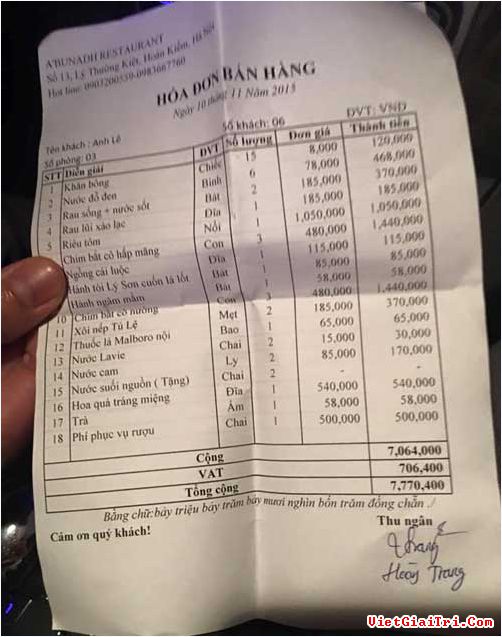 A'BUNADH RESTAURANT
Số 13, Lý Thường Kiệt, Hoàn Kiếm, Hà Nội
Hot line: 0903200559-0983667760
HÓA ĐƠN BÁN HÀNG
Ngày 10 tháng 11 Năm 2015
Tên khách : Anh Lê
Số khách: 06
Số phòng: 03
ĐVT: VNĐ
STT Diễn giải ĐVT Số lượng Đơn giá Thành tiền
1 Khăn bông Chiếc 15 8,000 120,000
2 Nước đỗ đen Bình 6 78,000 468,000
3 Rau sống + nước sốt Bát 2 185,000 370,000
4 Rau lủi xào lạc Đĩa 1 185,000 185,000
5 Riêu tôm Nồi 1 1,050,000 1,050,000
Chim bát cô hấp măng Con 3 480,000 1,440,000
Ngồng cải luộc Đĩa 1 115,000 115,000
Hành tỏi Lý Sơn cuốn lá lốt Bát 1 85,000 85,000
Hành ngâm mắm Bát 1 58,000 58,000
10 Chim bát cô nướng Con 3 480,000 1,440,000
11 Xôi nếp Tú Lệ Mẹt 2 185,000 370,000
12 Thuốc lá Malboro nội Bao 1 65,000 65,000
13 Nước Lavie Chai 2 15,000 30,000
14 Nước cam Ly 2 85,000 170,000
15 Nước suối nguồn ( Tặng) Chai 2 - -
16 Hoa quả tráng miệng Đĩa 1 540,000 540,000
17 Trà Ấm 1 58,000 58,000
18 Phí phục vụ rượu Chai 1 500,000 500,000
Cộng 7,064,000
VAT 706,400
Tổng cộng 7,770,400
Bằng chữ: bảy triệu bảy trăm bảy mươi nghìn bốn trăm đồng chẵn ./
Cảm ơn quý khách!
Thu ngân
Trang
Hoàng Trang
VietGiaiTri.Com